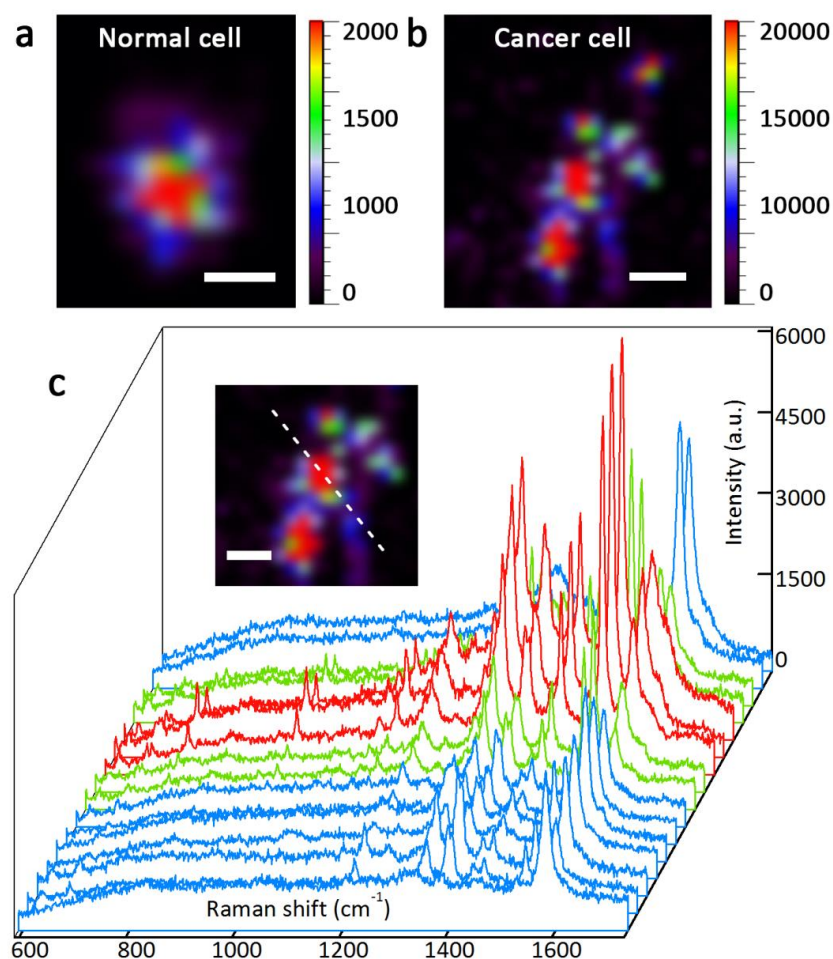 a
Normal cell
2000
1500
1000
0
b
Cancer cell
20000
15000
10000
0
c
6000
4500
3000
1500
0
Intensity (a.u.)
Raman shift (cm⁻¹)
600 800 1000 1200 1400 1600